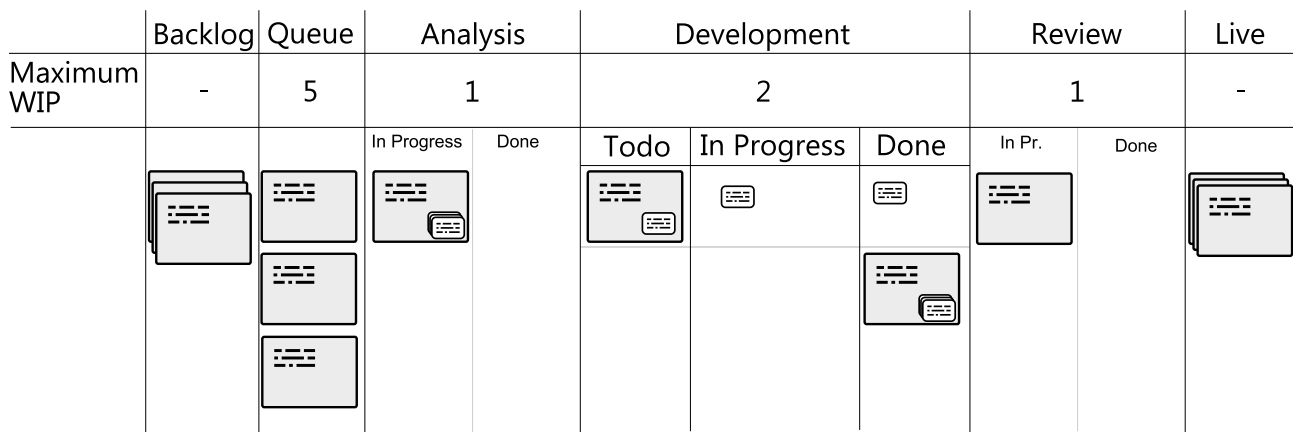 Backlog Queue Analysis Development Review Live
Maximum - 5 1 2 1 -
WIP
In Progress Done Todo In Progress Done In Pr. Done